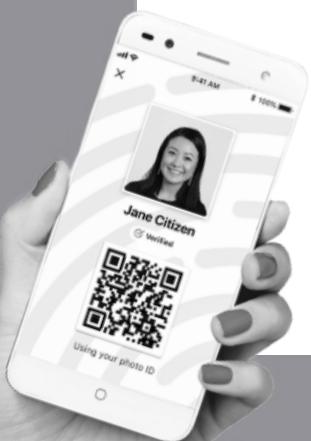 9:41 AM
100%
Jane Citizen
Verified
Using your photo ID